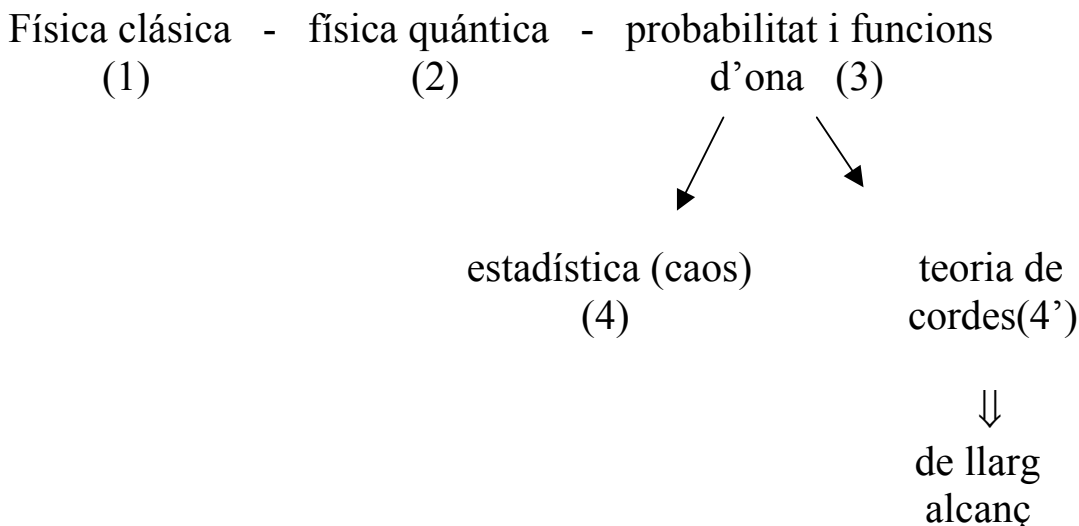 Física clásica - física quántica - probabilitat i funcions
(1) (2) d’ona (3)
estadística (caos) teoria de
(4) cordes(4’)
⇓
de llarg
alcanç